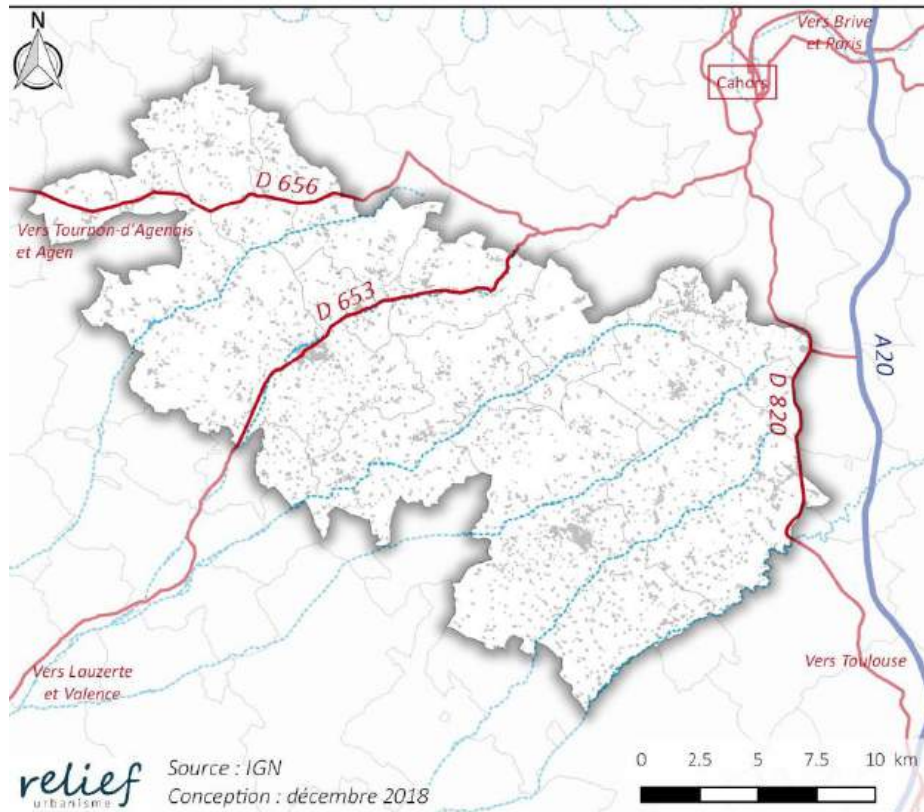 N
Vers Brive
et Paris
Cahors
D 656
Vers Tournon-d'Agenais
et Agen
D 653
A20
D 820
Vers Lauzerte
et Valence
Vers Toulouse
relief
urbanisme
Source : IGN
Conception : décembre 2018
0 2.5 5 7.5 10 km